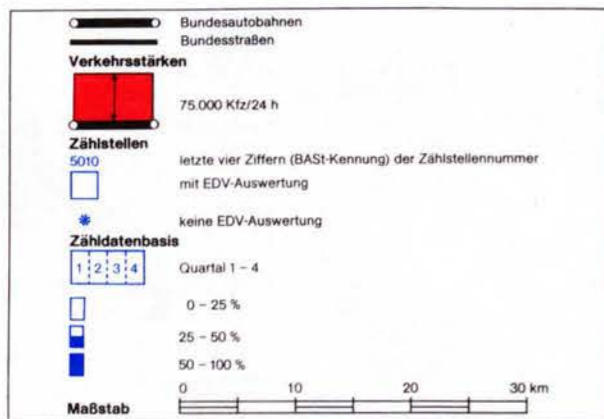 Bundesautobahnen
Bundesstraßen
Verkehrsstärken
75.000 Kfz/24 h
Zählstellen
5010 letzte vier Ziffern (BASt-Kennung) der Zählstellennummer
mit EDV-Auswertung
* keine EDV-Auswertung
Zähldatenbasis
1 2 3 4 Quartal 1 – 4
0 – 25 %
25 – 50 %
50 – 100 %
0 10 20 30 km
Maßstab